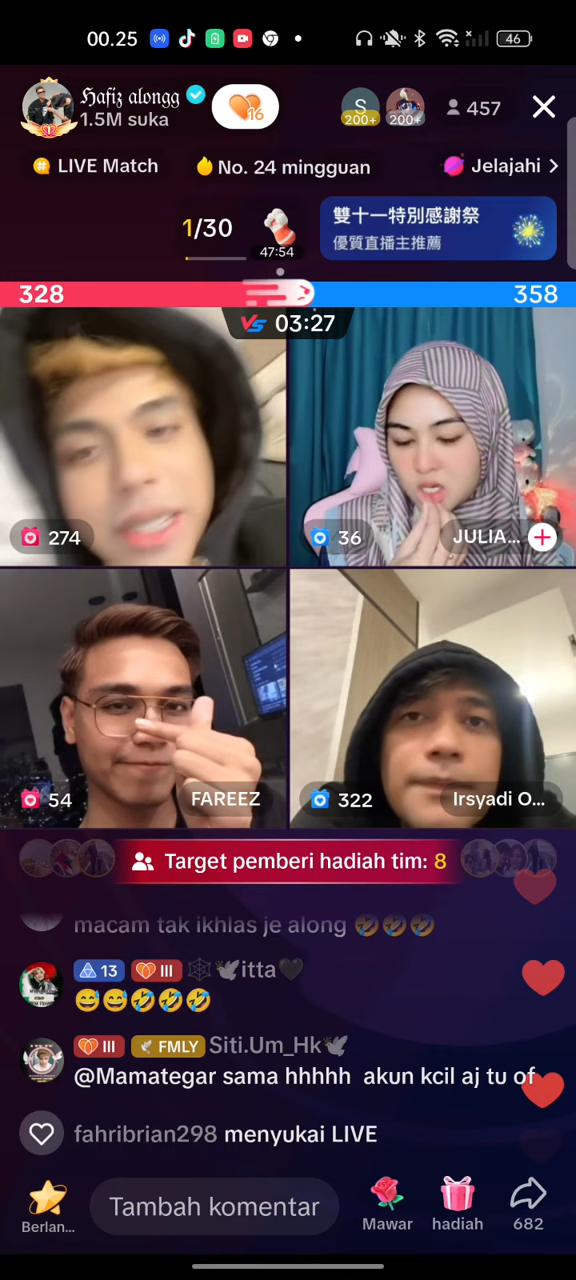 00.25
46
Hafiz alongg
1.5M suka
16
S
200+
200+
457
LIVE Match
No. 24 mingguan
Jelajahi
1/30
47:54
雙十一特別感謝祭
優質直播主推薦
328
358
VS 03:27
274
36
JULIA...
54
FAREEZ
322
Irsyadi O...
Target pemberi hadiah tim: 8
macam tak ikhlas je along 🤣🤣🤣
13 III 🕸️🕊️itta🖤
😅😅🤣🤣🤣
III FMLY Siti.Um_Hk🕊️
@Mamategar sama hhhhh akun kcil aj tu of
fahribrian298 menyukai LIVE
Berlan...
Tambah komentar
Mawar
hadiah
682